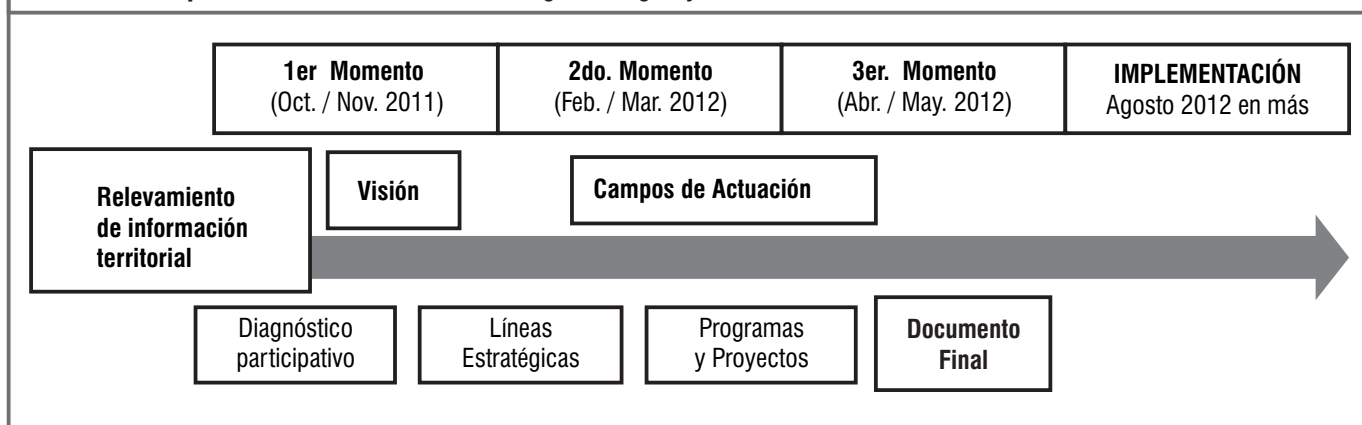 1er Momento
(Oct. / Nov. 2011)
2do. Momento
(Feb. / Mar. 2012)
3er. Momento
(Abr. / May. 2012)
IMPLEMENTACIÓN
Agosto 2012 en más
Relevamiento
de información
territorial
Visión
Campos de Actuación
Diagnóstico
participativo
Líneas
Estratégicas
Programas
y Proyectos
Documento
Final